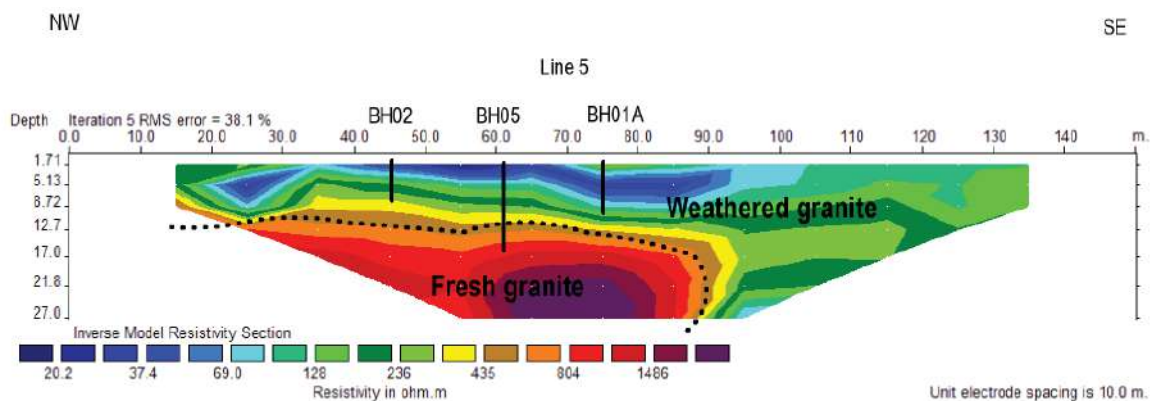 NW
SE
Line 5
BH02 BH05 BH01A
Depth Iteration 5 RMS error = 38.1 %
0.0 10.0 20.0 30.0 40.0 50.0 60.0 70.0 80.0 90.0 100 110 120 130 140 m.
1.71
5.13
8.72
12.7
17.0
21.8
27.0
Weathered granite
Fresh granite
Inverse Model Resistivity Section
20.2 37.4 69.0 128 236 435 804 1486
Resistivity in ohm.m
Unit electrode spacing is 10.0 m.